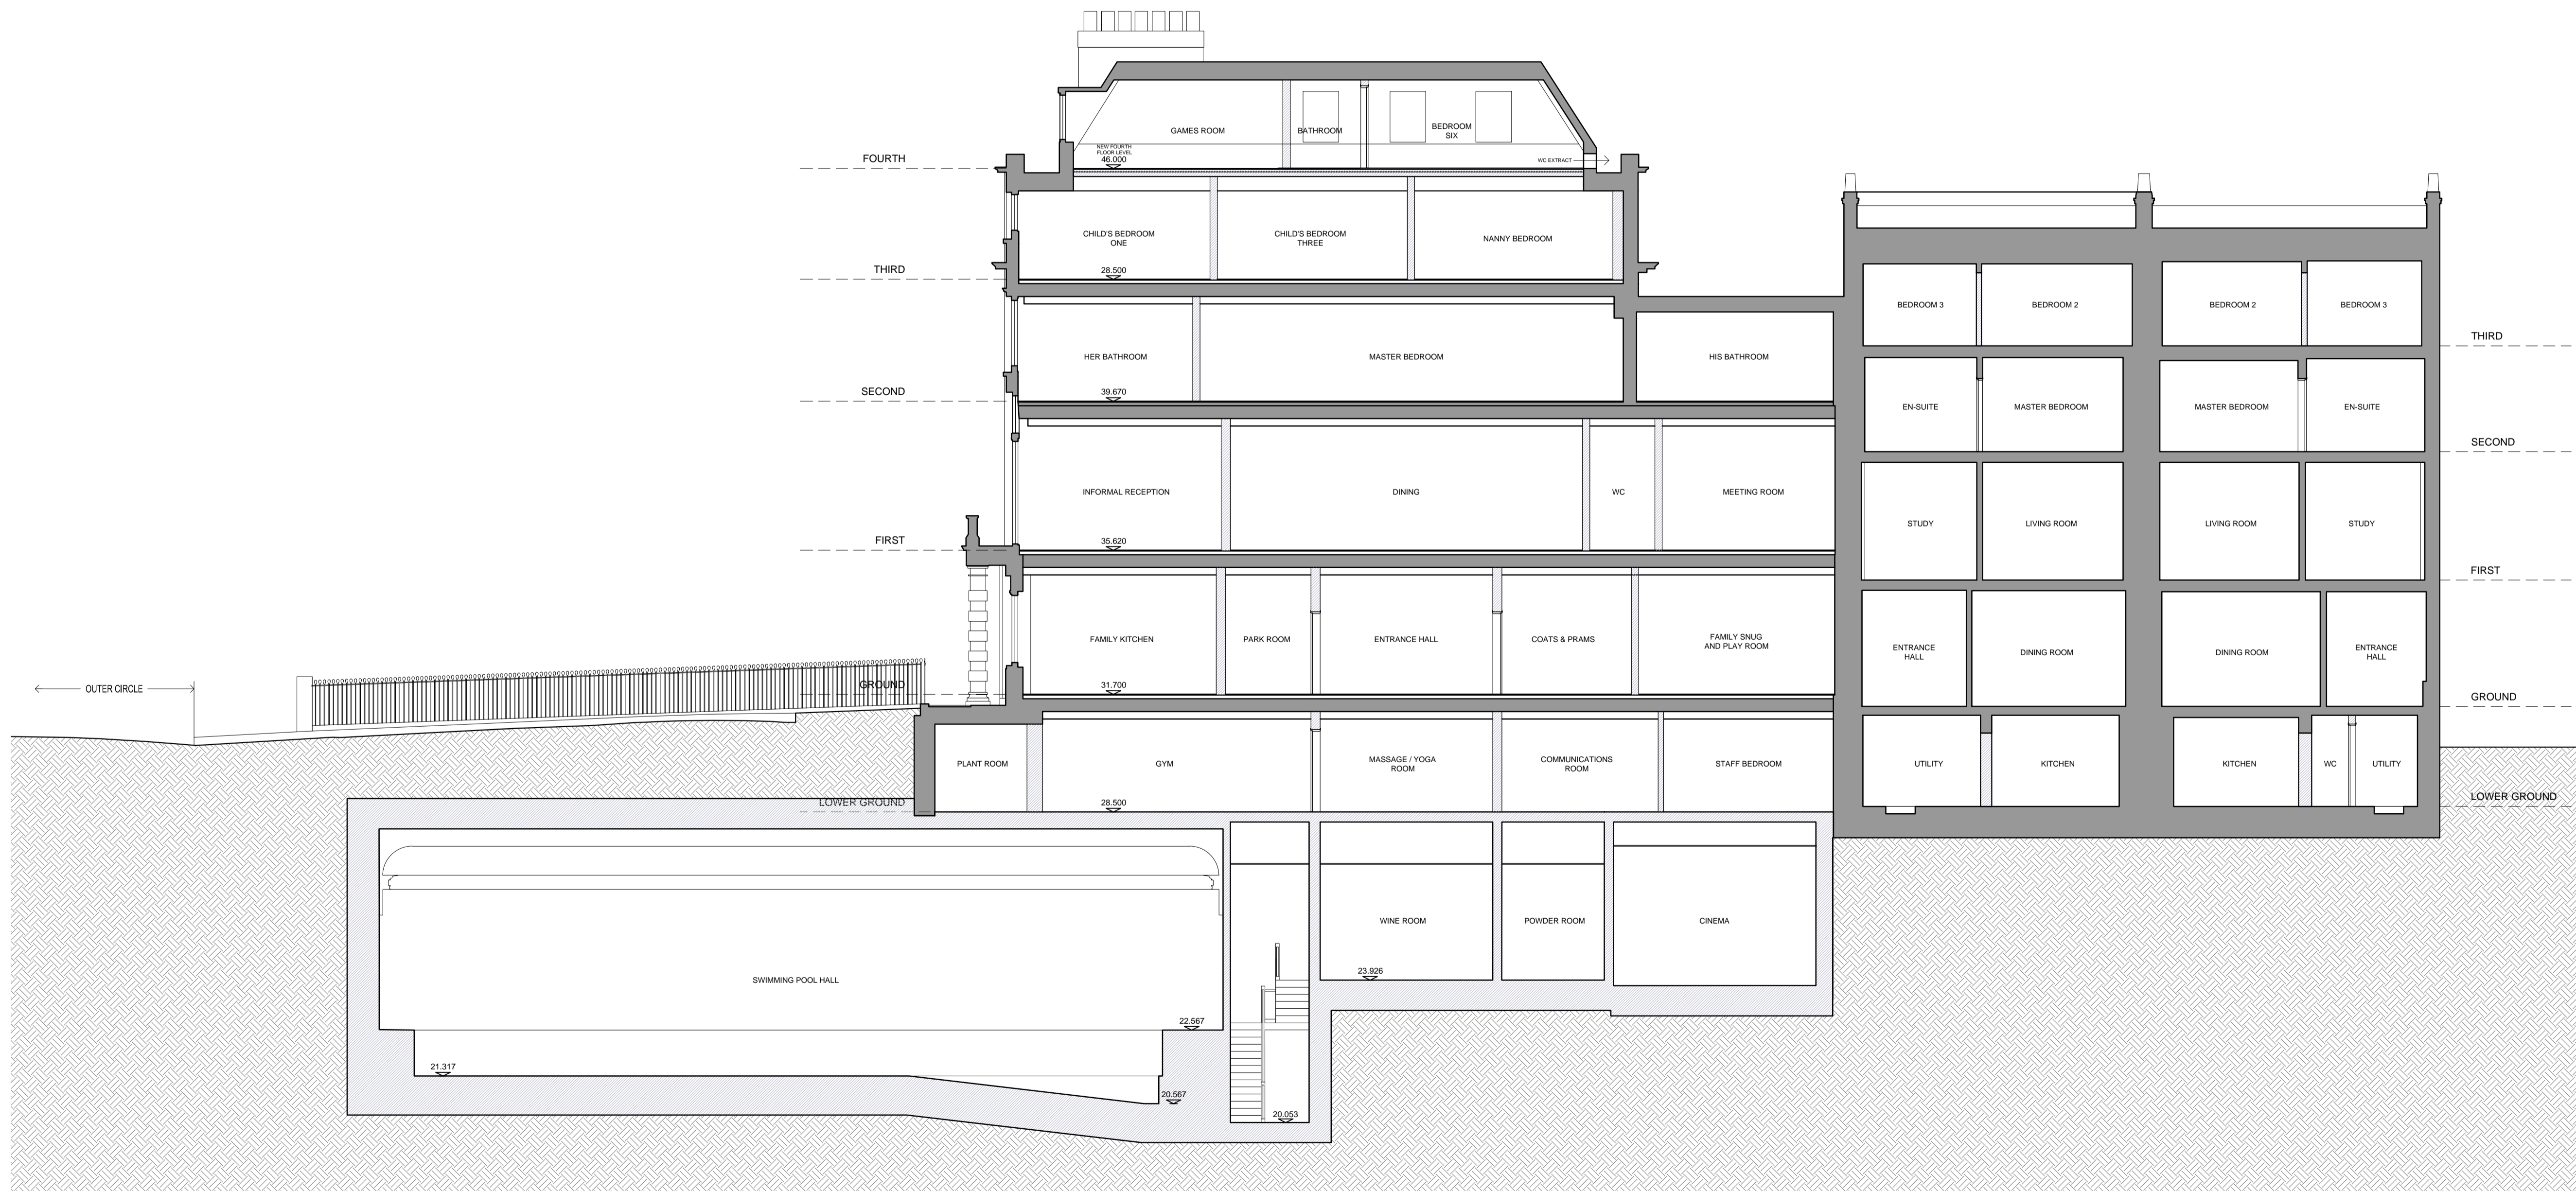 GAMES ROOM
BATHROOM
BEDROOM
SIX
NEW FOURTH
FLOOR LEVEL
46.000
FOURTH
WC EXTRACT
CHILD'S BEDROOM
ONE
CHILD'S BEDROOM
THREE
NANNY BEDROOM
THIRD
28.500
BEDROOM 3
BEDROOM 2
BEDROOM 2
BEDROOM 3
THIRD
HER BATHROOM
MASTER BEDROOM
HIS BATHROOM
SECOND
39.670
EN-SUITE
MASTER BEDROOM
MASTER BEDROOM
EN-SUITE
SECOND
INFORMAL RECEPTION
DINING
WC
MEETING ROOM
FIRST
35.620
STUDY
LIVING ROOM
LIVING ROOM
STUDY
FIRST
FAMILY KITCHEN
PARK ROOM
ENTRANCE HALL
COATS & PRAMS
FAMILY SNUG
AND PLAY ROOM
ENTRANCE
HALL
DINING ROOM
DINING ROOM
ENTRANCE
HALL
OUTER CIRCLE
GROUND
31.700
GROUND
PLANT ROOM
GYM
MASSAGE / YOGA
ROOM
COMMUNICATIONS
ROOM
STAFF BEDROOM
UTILITY
KITCHEN
KITCHEN
WC
UTILITY
LOWER GROUND
28.500
LOWER GROUND
WINE ROOM
POWDER ROOM
CINEMA
23.926
SWIMMING POOL HALL
22.567
21.317
20.567
20.053